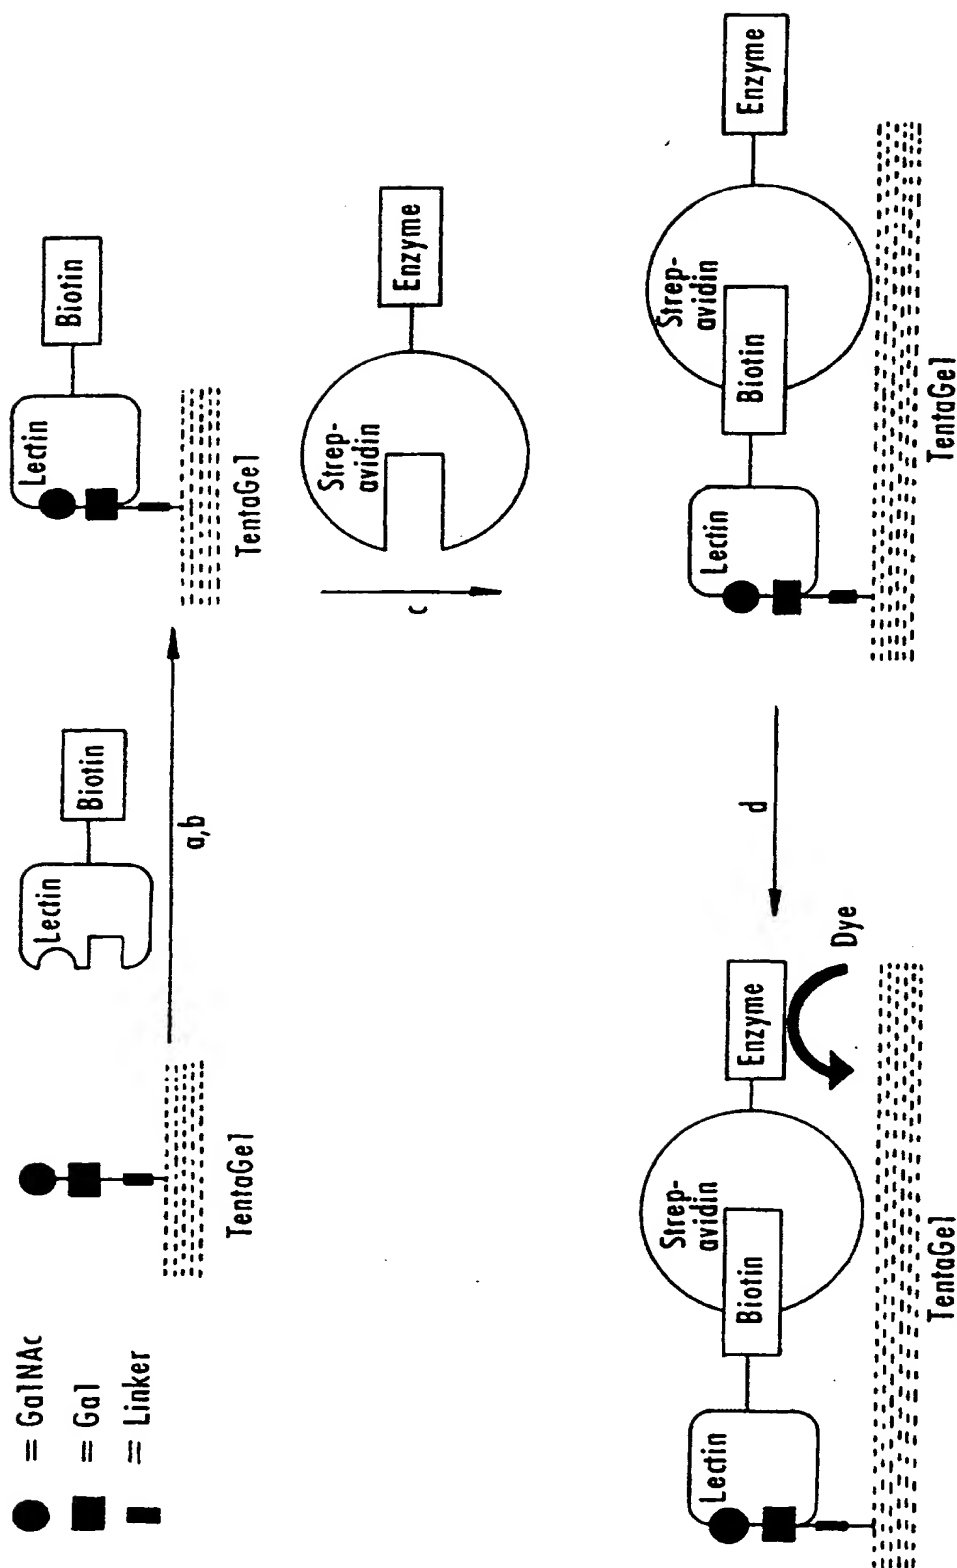 = GalNAc
= Gal
= Linker
TentaGel
Lectin
Biotin
a,b
Lectin
Biotin
TentaGel
c
Strep-
avidin
Enzyme
Lectin
Biotin
Strep-
avidin
Enzyme
TentaGel
d
Lectin
Biotin
Strep-
avidin
Enzyme
Dye
TentaGel